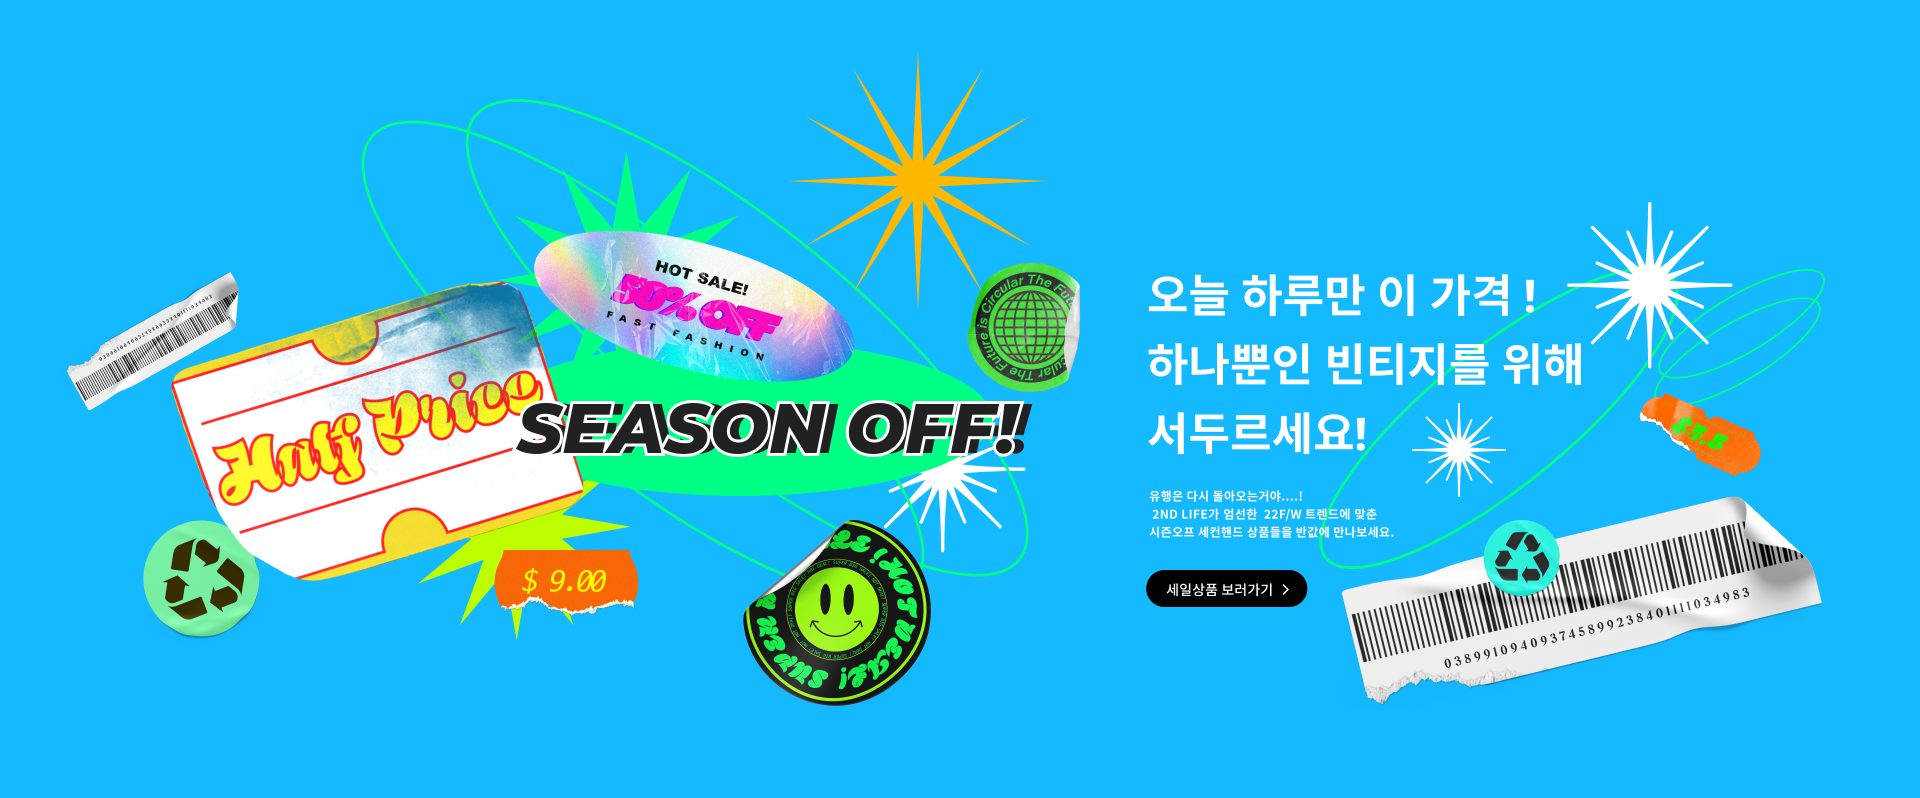 HOT SALE!
50% OFF
FAST FASHION
Half Price
SEASON OFF!!
$ 9.00
The Future is Circular The Future is Circular
SUPER HOT DEAL!
오늘 하루만 이 가격 !
하나뿐인 빈티지를 위해
서두르세요!
유행은 다시 돌아오는거야....!
2ND LIFE가 엄선한 22F/W 트렌드에 맞춘
시즌오프 세컨핸드 상품들을 반값에 만나보세요.
세일상품 보러가기 >
03899109409374589923840111034983